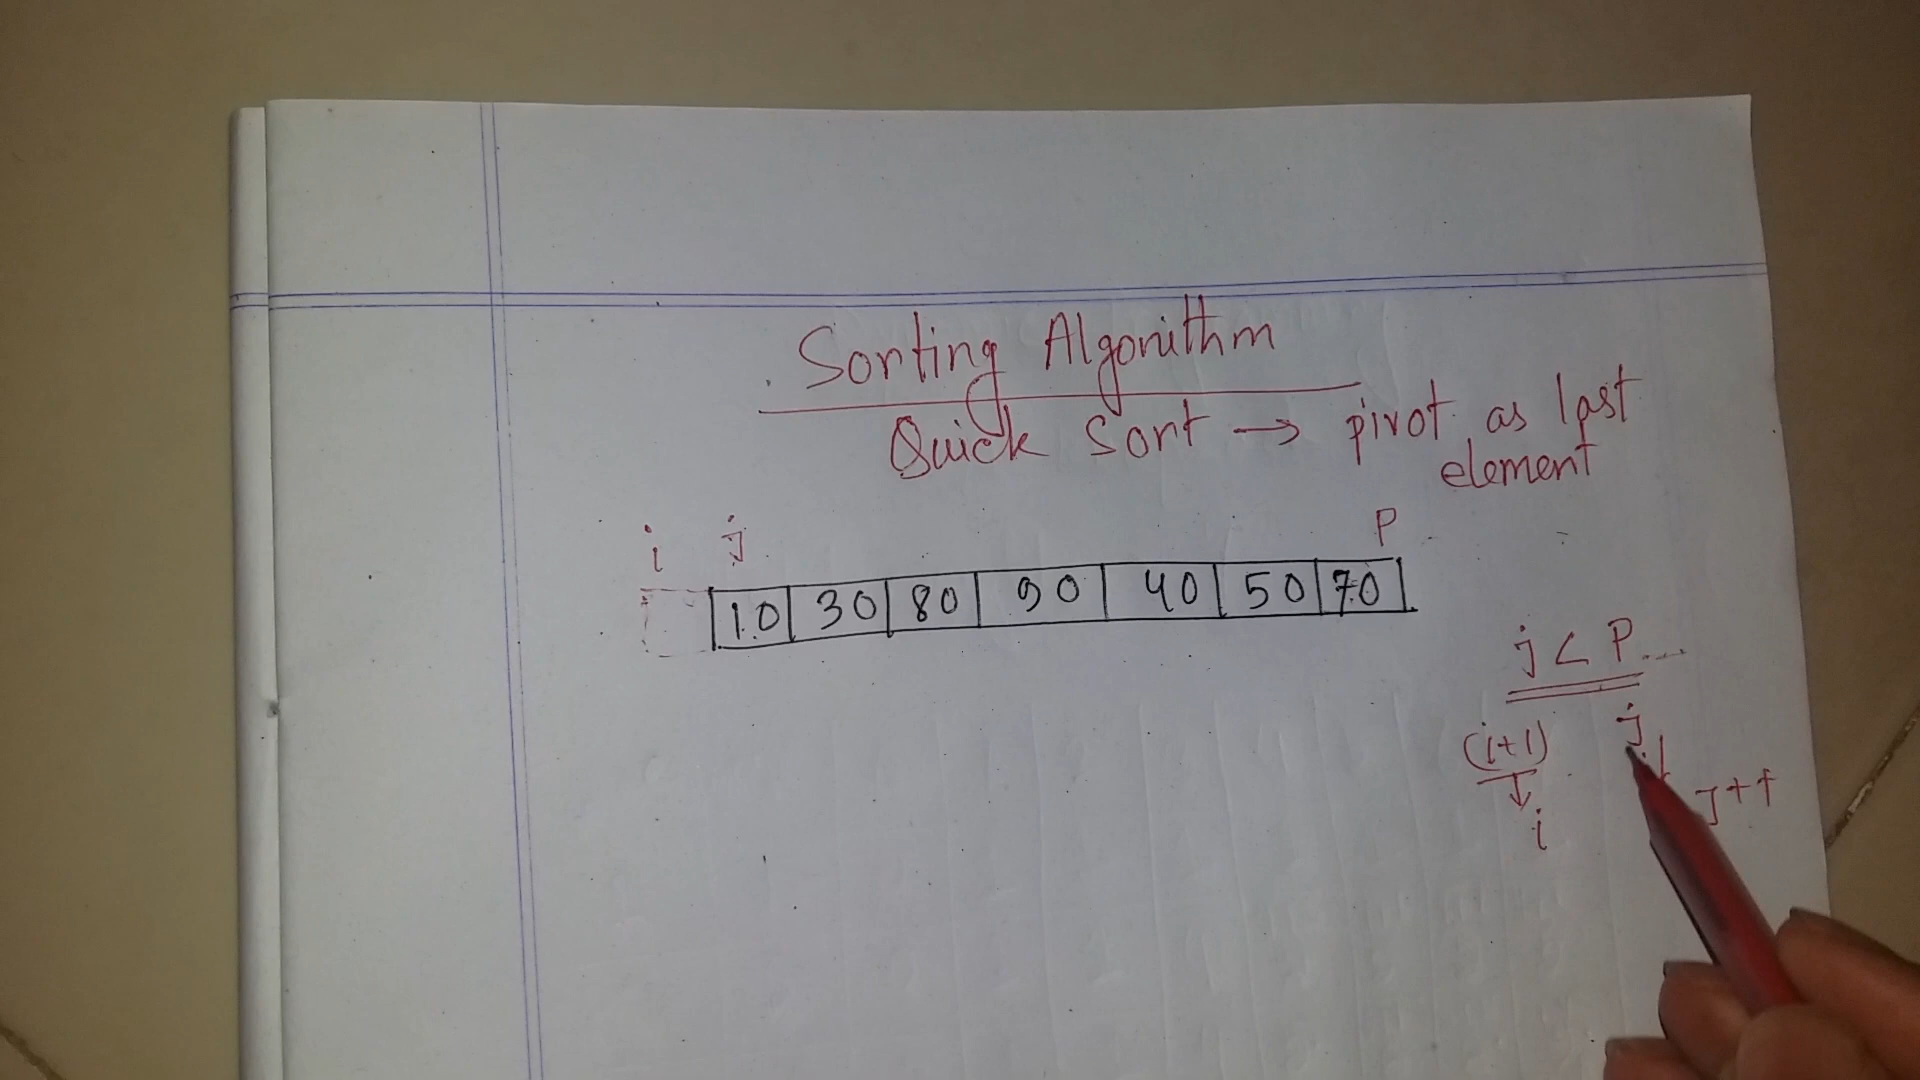 Sorting Algorithm
Quick Sort → pivot as last
element
i j P
10 30 80 90 40 50 70
j < P
(i+1) j
i j++